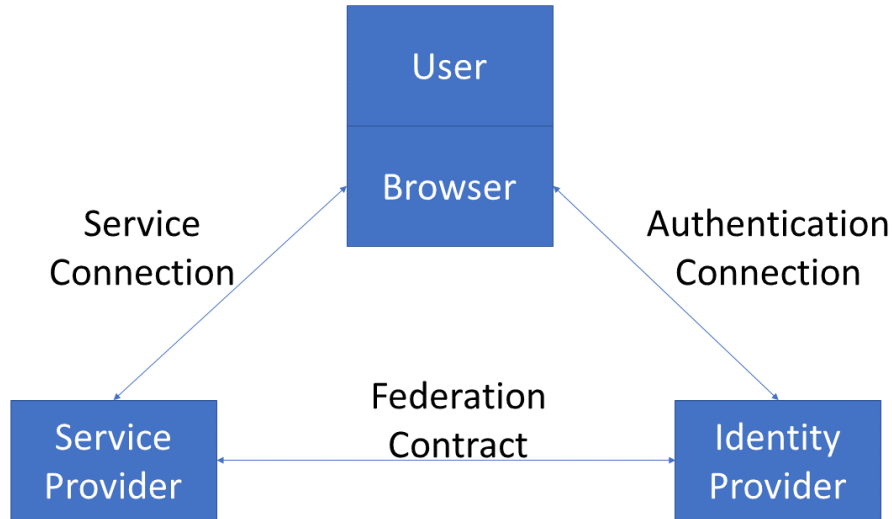 User
Browser
Service
Connection
Authentication
Connection
Federation
Contract
Service
Provider
Identity
Provider